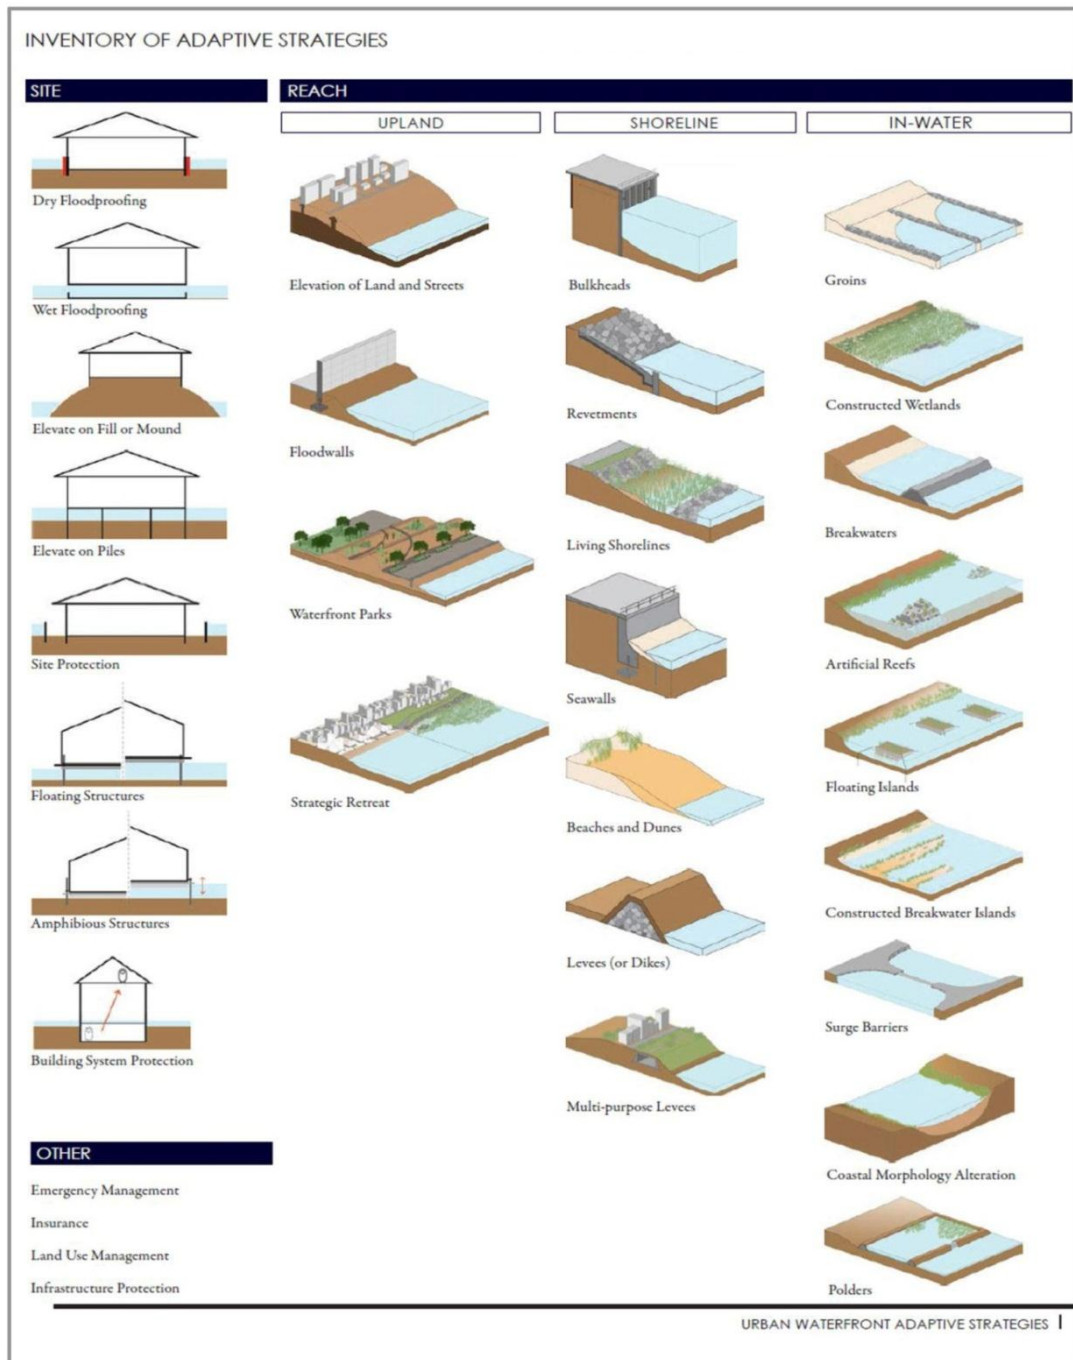 INVENTORY OF ADAPTIVE STRATEGIES
SITE
Dry Floodproofing
Wet Floodproofing
Elevate on Fill or Mound
Elevate on Piles
Site Protection
Floating Structures
Amphibious Structures
Building System Protection
REACH
UPLAND
Elevation of Land and Streets
Floodwalls
Waterfront Parks
Strategic Retreat
SHORELINE
Bulkheads
Revetments
Living Shorelines
Seawalls
Beaches and Dunes
Levees (or Dikes)
Multi-purpose Levees
IN-WATER
Groins
Constructed Wetlands
Breakwaters
Artificial Reefs
Floating Islands
Constructed Breakwater Islands
Surge Barriers
Coastal Morphology Alteration
Polders
OTHER
Emergency Management
Insurance
Land Use Management
Infrastructure Protection
URBAN WATERFRONT ADAPTIVE STRATEGIES |